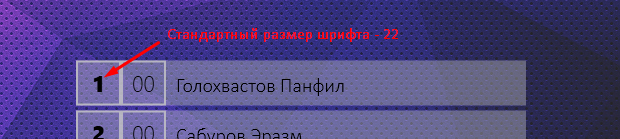 Стандартный размер шрифта - 22
1 00 Голохвастов Панфил
2 00 Сабуров Эразм